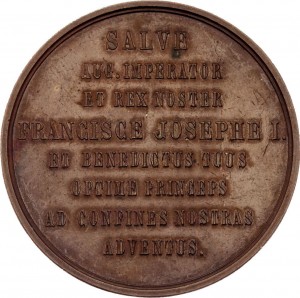 SALVE
AUG. IMPERATOR
ET REX NOSTER
FRANCISCE JOSEPHE I.
ET BENEDICTUS TUUS
OPTIME PRINCEPS
AD CONFINES NOSTRAS
ADVENTUS.